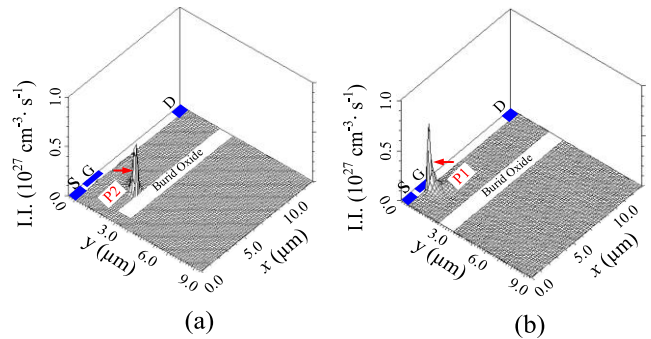 (a)
I.I. (10^27 cm^-3· s^-1)
1.0
0.5
0.0
S
G
D
P2
Burid Oxide
0.0
3.0
6.0
9.0
y (μm)
0.0
5.0
10.0
x (μm)
(a)
(b)
I.I. (10^27 cm^-3· s^-1)
1.0
0.5
0.0
S
G
D
P1
Burid Oxide
0.0
3.0
6.0
9.0
y (μm)
0.0
5.0
10.0
x (μm)
(b)